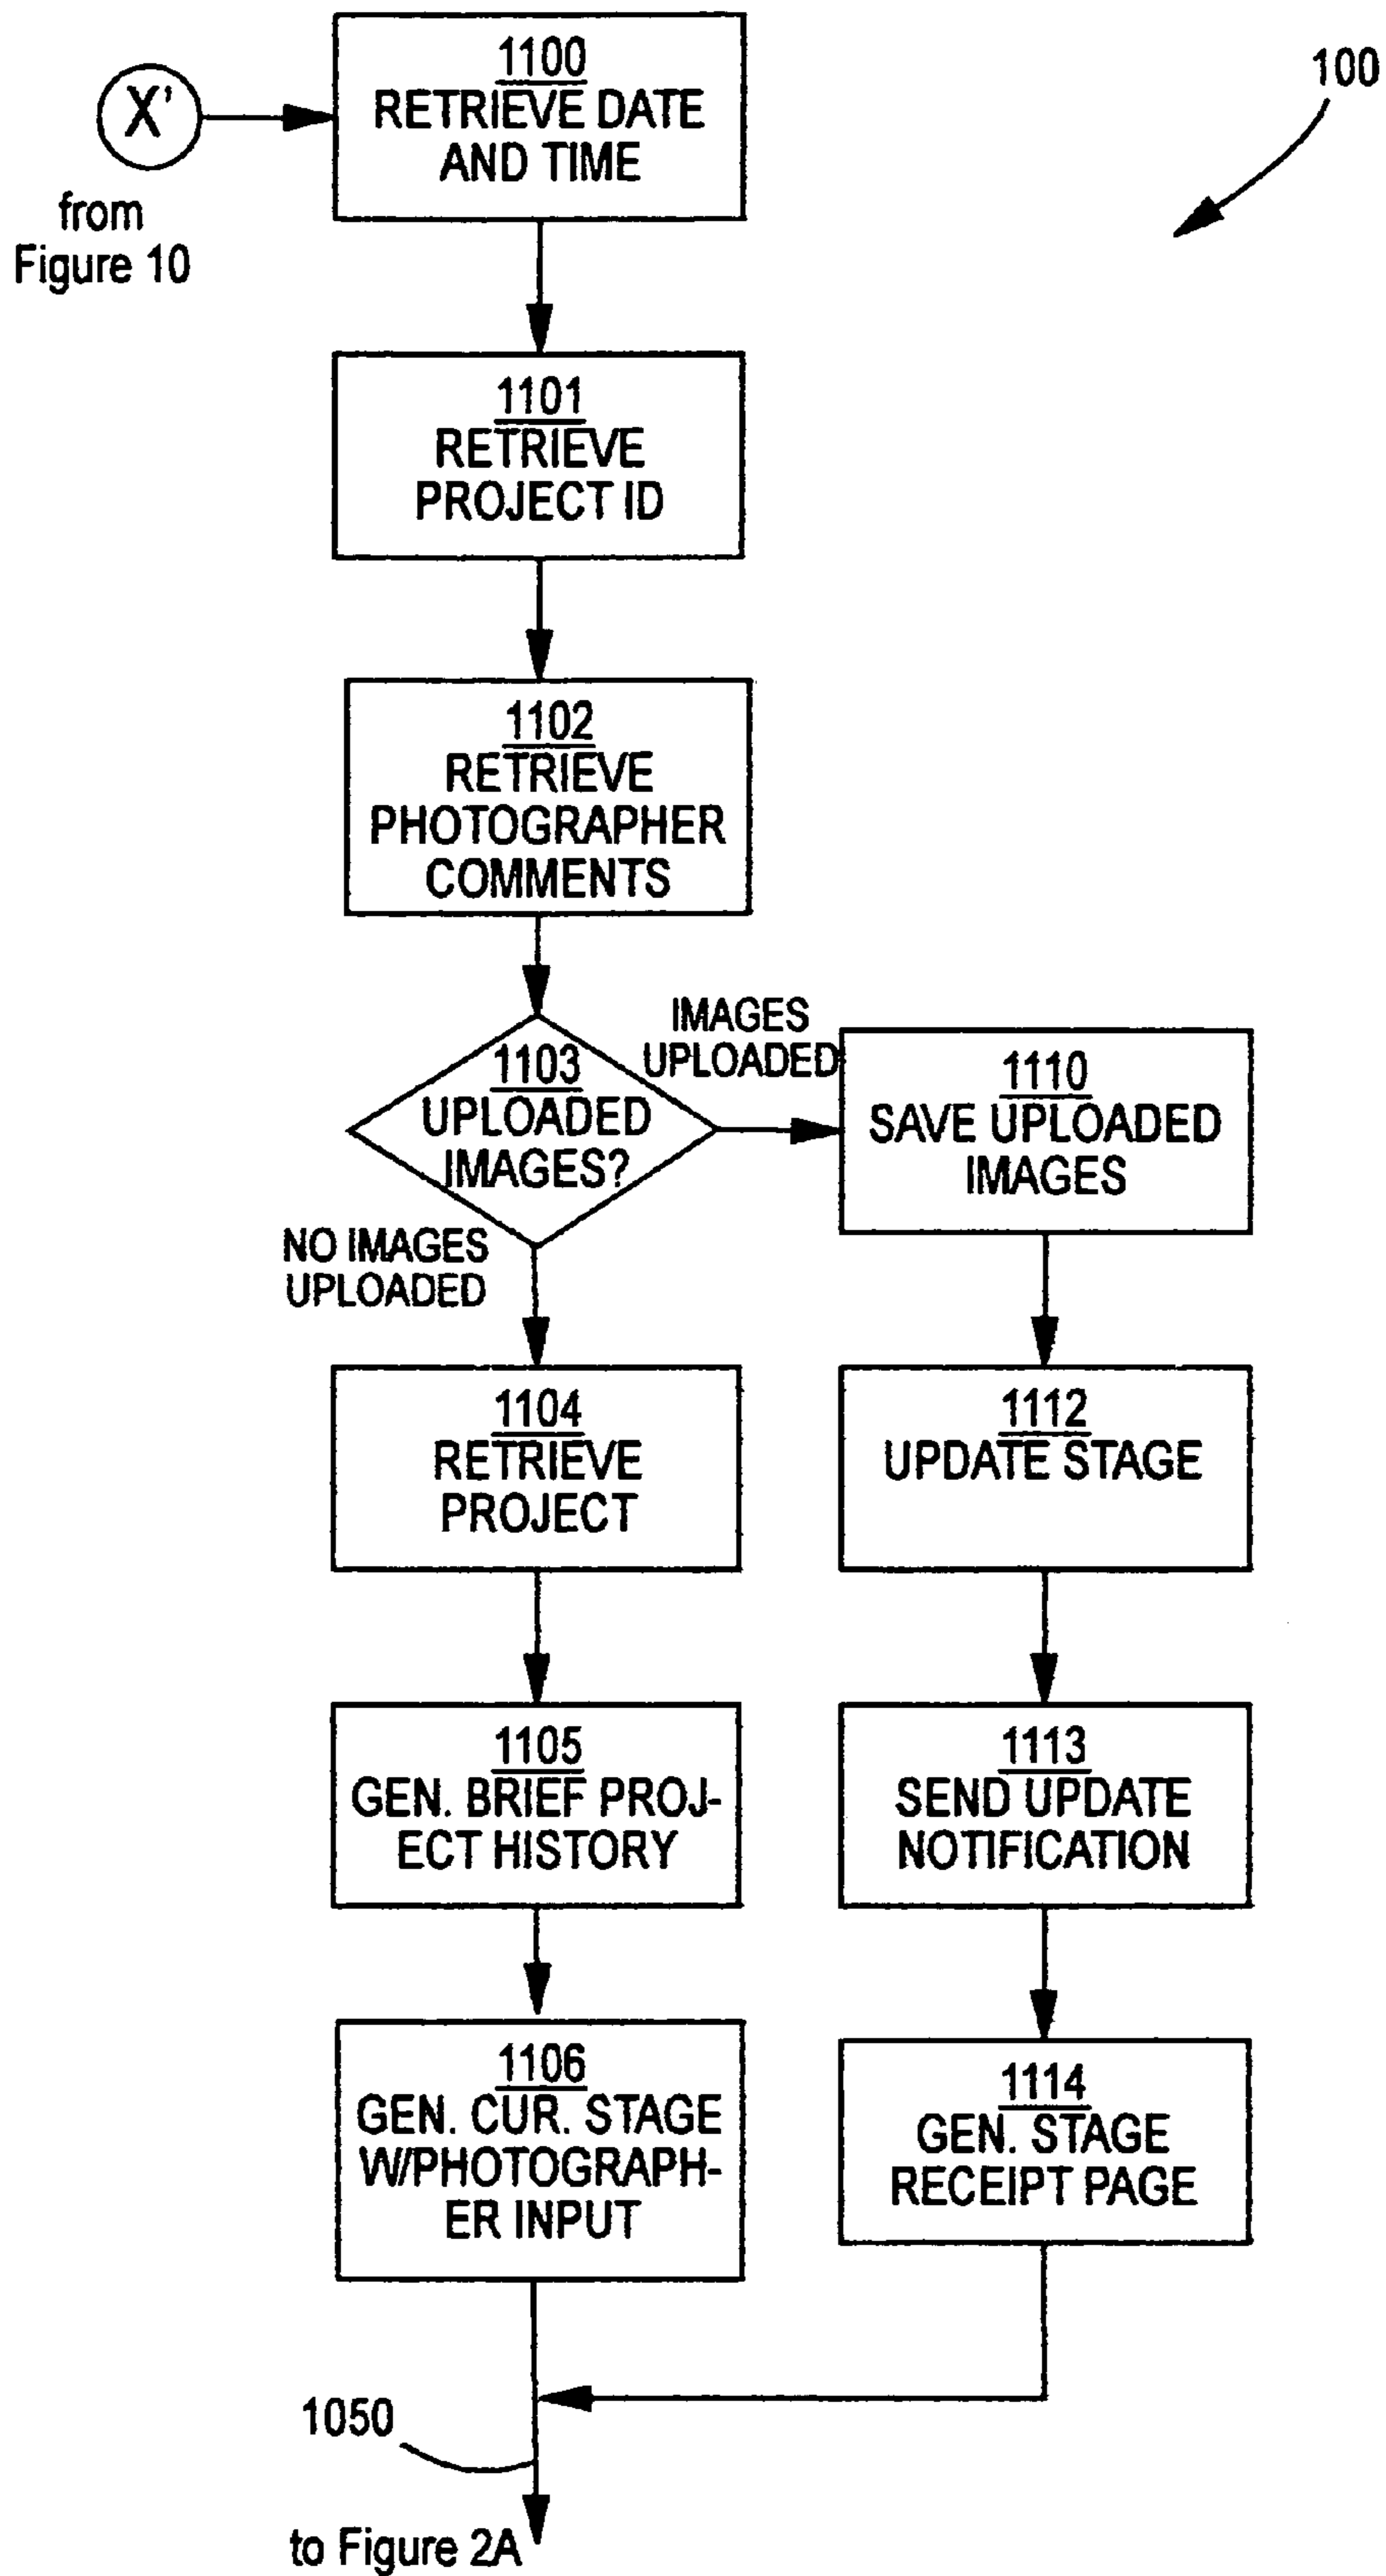 1100
RETRIEVE DATE
AND TIME
100
X'
from
Figure 10
1101
RETRIEVE
PROJECT ID
1102
RETRIEVE
PHOTOGRAPHER
COMMENTS
IMAGES
UPLOADED
1103
UPLOADED
IMAGES?
1110
SAVE UPLOADED
IMAGES
NO IMAGES
UPLOADED
1104
RETRIEVE
PROJECT
1112
UPDATE STAGE
1105
GEN. BRIEF PROJ-
ECT HISTORY
1113
SEND UPDATE
NOTIFICATION
1106
GEN. CUR. STAGE
W/PHOTOGRAPH-
ER INPUT
1114
GEN. STAGE
RECEIPT PAGE
1050
to Figure 2A